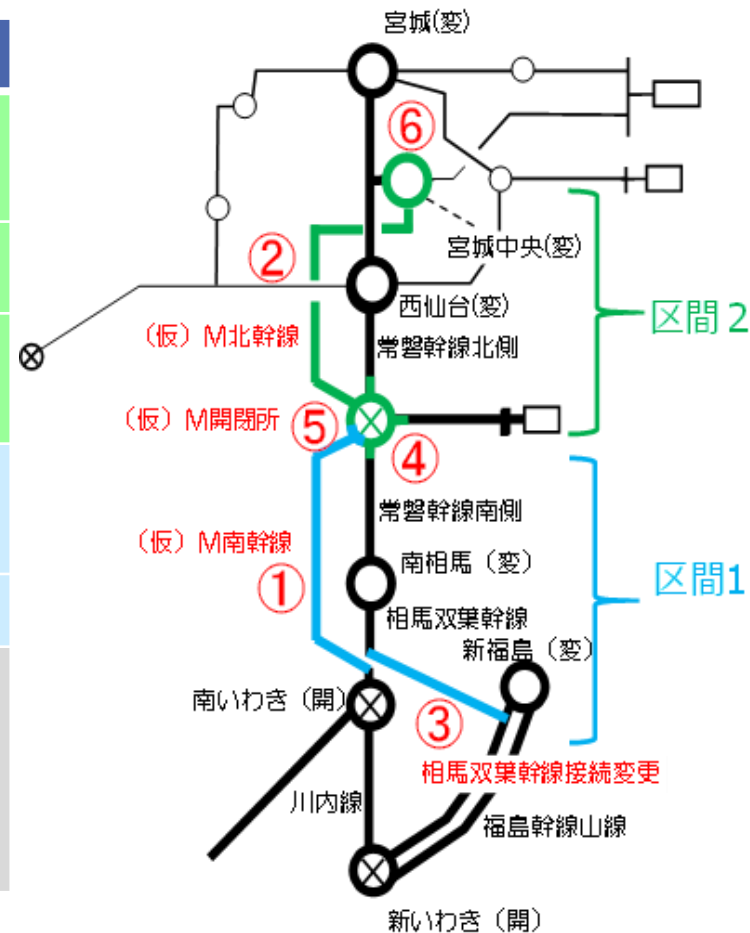 宮城(変)
⑥
宮城中央(変)
②
西仙台(変)
区間２
（仮）M北幹線
常磐幹線北側
（仮）M開閉所
⑤
④
常磐幹線南側
（仮）M南幹線
南相馬（変）
区間1
①
相馬双葉幹線
新福島（変）
南いわき（開）
③
相馬双葉幹線接続変更
川内線
福島幹線山線
新いわき（開）